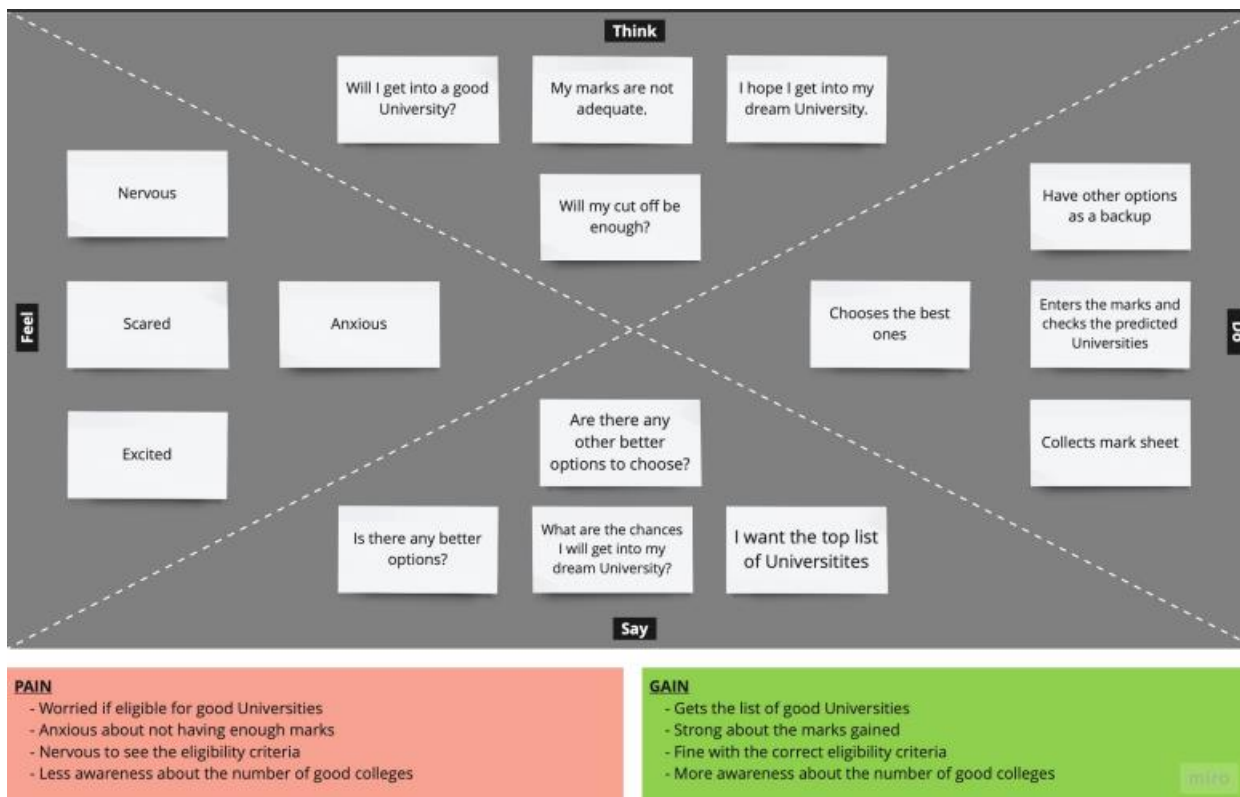 Think
Will I get into a good
University?
My marks are not
adequate.
I hope I get into my
dream University.
Will my cut off be
enough?
Feel
Nervous
Scared
Anxious
Excited
Do
Have other options
as a backup
Chooses the best
ones
Enters the marks and
checks the predicted
Universities
Collects mark sheet
Are there any
other better
options to choose?
Is there any better
options?
What are the chances
I will get into my
dream University?
I want the top list
of Universitites
Say
PAIN
- Worried if eligible for good Universities
- Anxious about not having enough marks
- Nervous to see the eligibility criteria
- Less awareness about the number of good colleges
GAIN
- Gets the list of good Universities
- Strong about the marks gained
- Fine with the correct eligibility criteria
- More awareness about the number of good colleges
miro